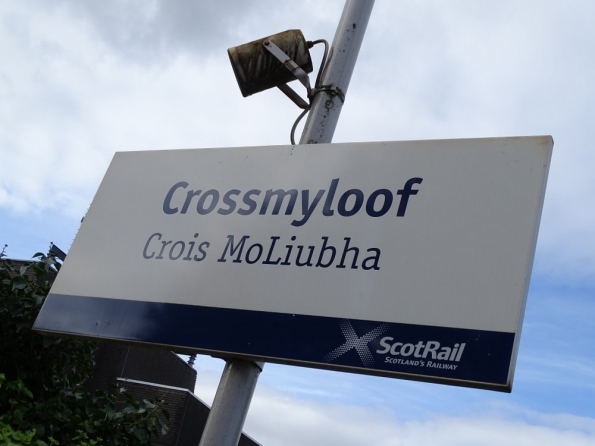 Crossmyloof
Crois MoLiubha
ScotRail
SCOTLAND'S RAILWAY